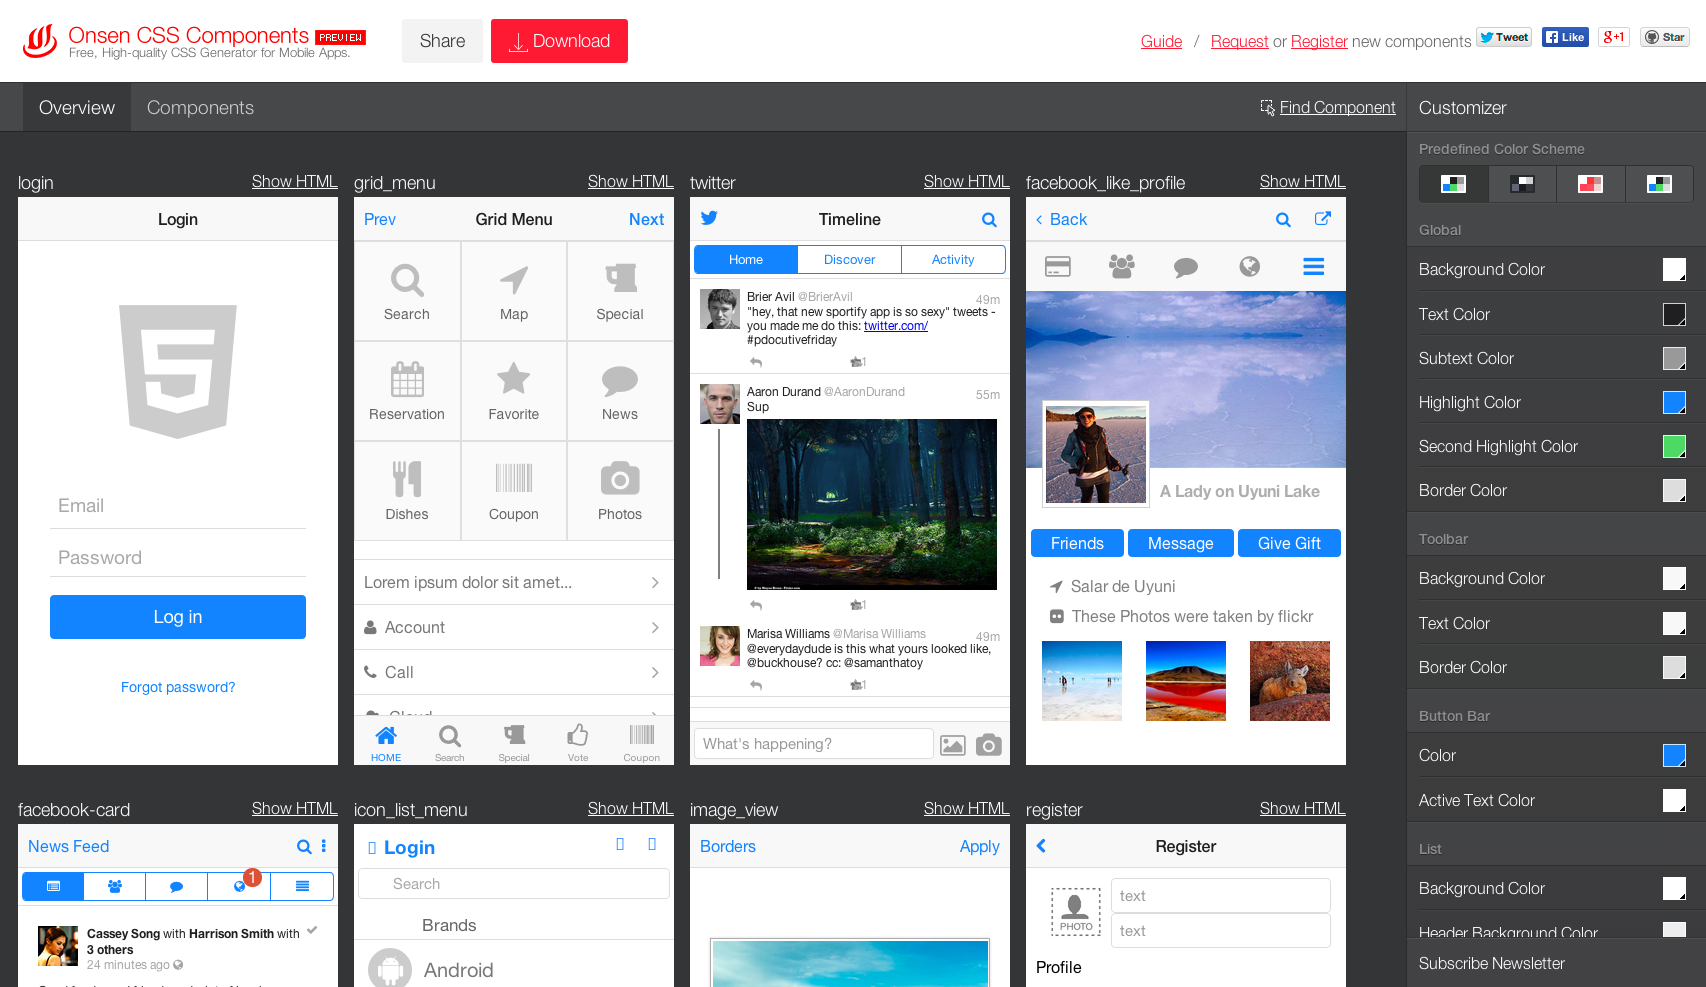 Onsen CSS Components PREVIEW
Free, High-quality CSS Generator for Mobile Apps.
Share
Download
Guide / Request or Register new components
Tweet
Like
g+1
Star
Overview
Components
Find Component
Customizer
login
Show HTML
Login
Email
Password
Log in
Forgot password?
grid_menu
Show HTML
Prev
Grid Menu
Next
Search
Map
Special
Reservation
Favorite
News
Dishes
Coupon
Photos
Lorem ipsum dolor sit amet...
Account
Call
Cloud
HOME
Search
Special
Vote
Coupon
twitter
Show HTML
Timeline
Home
Discover
Activity
Brier Avil @BrierAvil
49m
"hey, that new sportify app is so sexy" tweets -
you made me do this: twitter.com/
#pdocutivefriday
1
Aaron Durand @AaronDurand
55m
Sup
1
Marisa Williams @Marisa Williams
49m
@everydaydude is this what yours looked like,
@buckhouse? cc: @samanthatoy
1
What's happening?
facebook_like_profile
Show HTML
Back
A Lady on Uyuni Lake
Friends
Message
Give Gift
Salar de Uyuni
These Photos were taken by flickr
facebook-card
Show HTML
News Feed
1
Cassey Song with Harrison Smith with
3 others
24 minutes ago
icon_list_menu
Show HTML
Login
Search
Brands
Android
image_view
Show HTML
Borders
Apply
register
Show HTML
Register
PHOTO
text
text
Profile
Predefined Color Scheme
Global
Background Color
Text Color
Subtext Color
Highlight Color
Second Highlight Color
Border Color
Toolbar
Background Color
Text Color
Border Color
Button Bar
Color
Active Text Color
List
Background Color
Header Background Color
Subscribe Newsletter